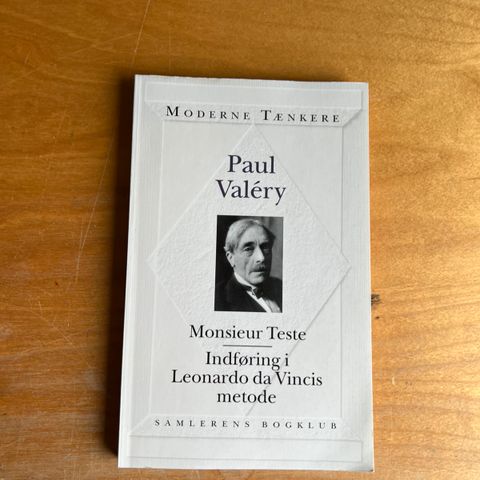 MODERNE TÆNKERE
Paul
Valéry
Monsieur Teste
Indføring i
Leonardo da Vincis
metode
SAMLERENS BOGKLUB